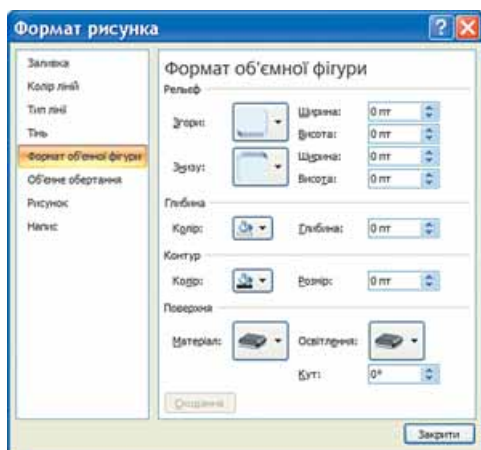 Формат рисунка
Заливка
Колір ліній
Тип лінії
Тінь
Формат об'ємної фігури
Об'ємне обертання
Рисунок
Напис
Формат об'ємної фігури
Рельєф
Згори:
Ширина: 0 пт
Висота: 0 пт
Знизу:
Ширина: 0 пт
Висота: 0 пт
Глибина
Колір: Глибина: 0 пт
Контур
Колір: Розмір: 0 пт
Поверхня
Матеріал: Освітлення:
Кут: 0°
Скидання
Закрити